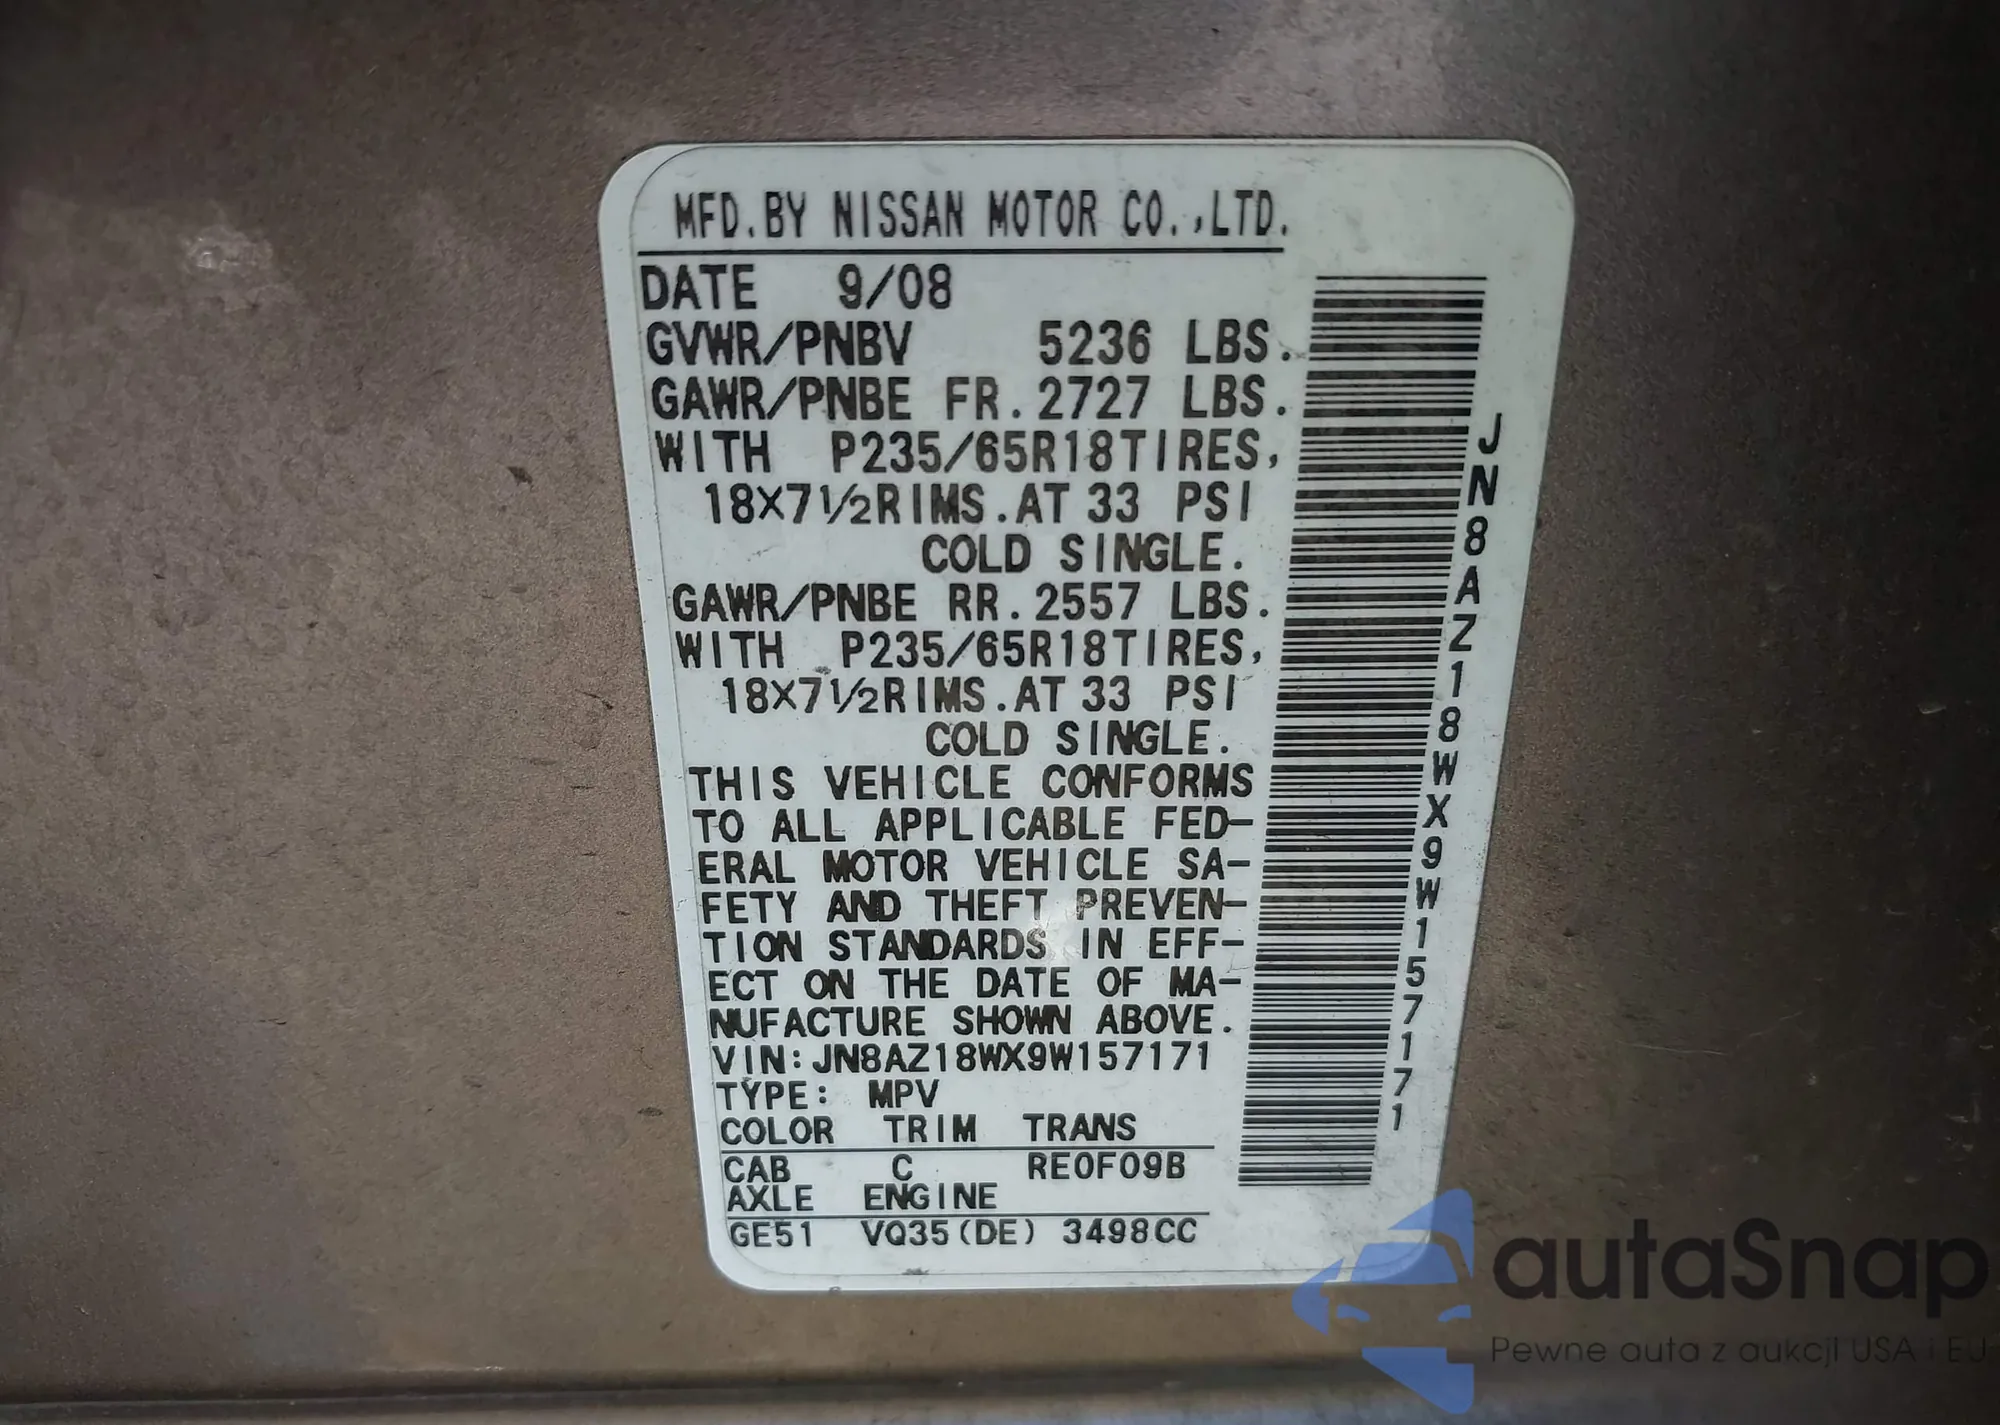 MFD.BY NISSAN MOTOR CO.,LTD.
DATE 9/08
GVWR/PNBV 5236 LBS.
GAWR/PNBE FR.2727 LBS.
WITH P235/65R18TIRES,
18X7½RIMS.AT 33 PSI
COLD SINGLE.
GAWR/PNBE RR.2557 LBS.
WITH P235/65R18TIRES,
18X7½RIMS.AT 33 PSI
COLD SINGLE.
THIS VEHICLE CONFORMS
TO ALL APPLICABLE FED-
ERAL MOTOR VEHICLE SA-
FETY AND THEFT PREVEN-
TION STANDARDS IN EFF-
ECT ON THE DATE OF MA-
NUFACTURE SHOWN ABOVE.
VIN:JN8AZ18WX9W157171
TYPE: MPV
COLOR TRIM TRANS
CAB C RE0F09B
AXLE ENGINE
GE51 VQ35(DE) 3498CC
JN8AZ18WX9W157171
autaSnap
Pewne auta z aukcji USA i EU